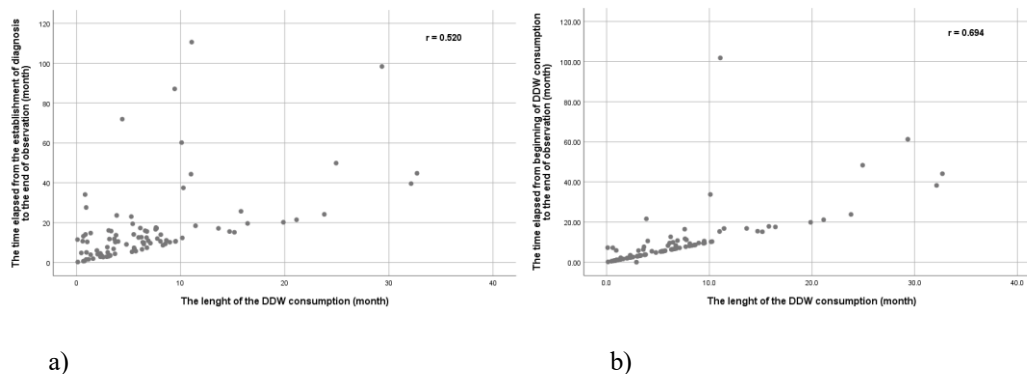 120
100
80
60
40
20
0
0
10
20
30
40
r = 0.520
The time elapsed from the establishment of diagnosis
to the end of observation (month)
The lenght of the DDW consumption (month)
a)
120.00
100.00
80.00
60.00
40.00
20.00
.00
0.0
10.0
20.0
30.0
40.0
r = 0.694
The time elapsed from beginning of DDW consumption
to the end of observation (month)
The lenght of the DDW consumption (month)
b)